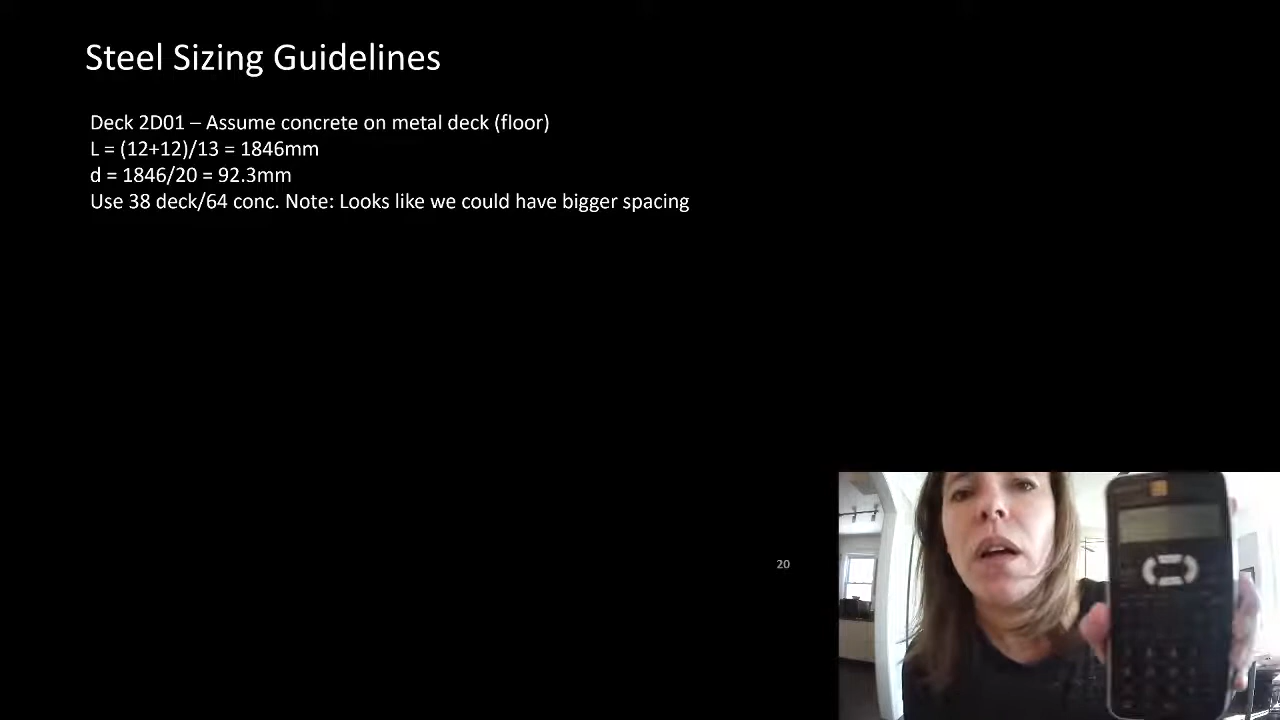 Steel Sizing Guidelines
Deck 2D01 – Assume concrete on metal deck (floor)
L = (12+12)/13 = 1846mm
d = 1846/20 = 92.3mm
Use 38 deck/64 conc. Note: Looks like we could have bigger spacing
20